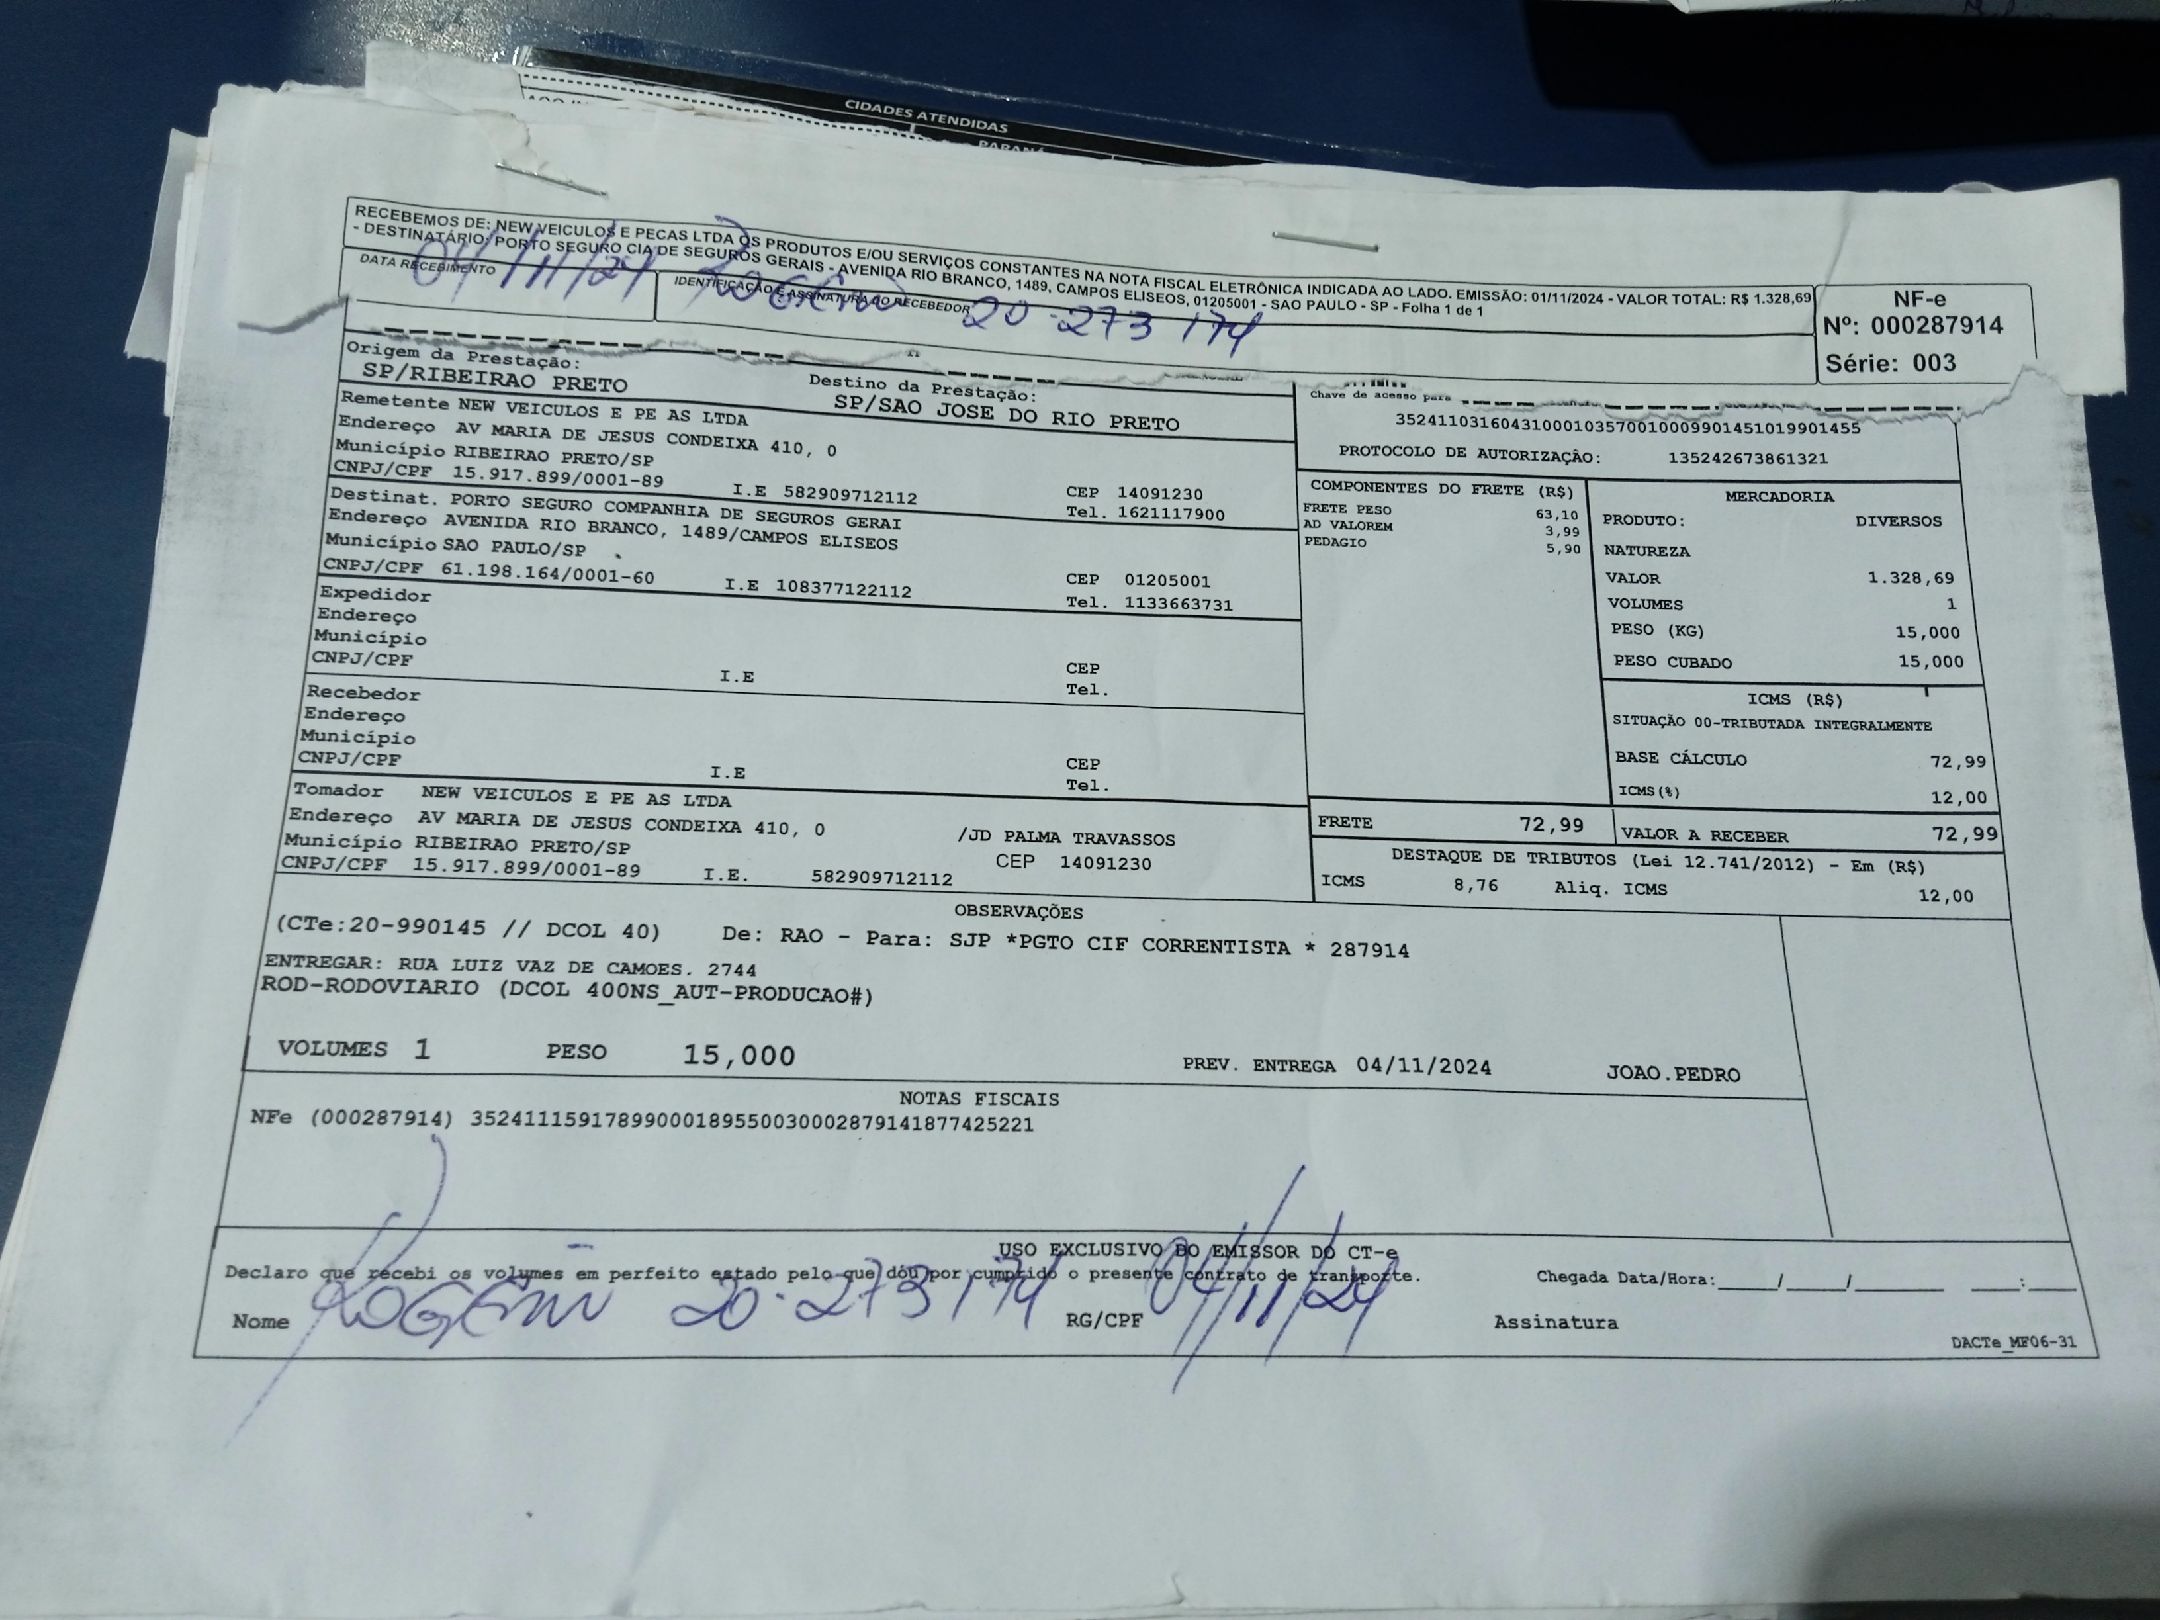 CIDADES ATENDIDAS
RECEBEMOS DE: NEW VEICULOS E PECAS LTDA OS PRODUTOS E/OU SERVIÇOS CONSTANTES NA NOTA FISCAL ELETRÔNICA INDICADA AO LADO. EMISSÃO: 01/11/2024 - VALOR TOTAL: R$ 1.328,69
- DESTINATÁRIO: PORTO SEGURO CIA DE SEGUROS GERAIS - AVENIDA RIO BRANCO, 1489, CAMPOS ELISEOS, 01205001 - SAO PAULO - SP - Folha 1 de 1
DATA RECEBIMENTO
04/11/24
IDENTIFICAÇÃO E ASSINATURA DO RECEBEDOR
20.273 174
NF-e
Nº: 000287914
Série: 003
Origem da Prestação:
SP/RIBEIRAO PRETO
Destino da Prestação:
SP/SAO JOSE DO RIO PRETO
Remetente NEW VEICULOS E PE AS LTDA
Endereço AV MARIA DE JESUS CONDEIXA 410, 0
Município RIBEIRAO PRETO/SP
CNPJ/CPF 15.917.899/0001-89 I.E 582909712112
CEP 14091230
Tel. 1621117900
Destinat. PORTO SEGURO COMPANHIA DE SEGUROS GERAI
Endereço AVENIDA RIO BRANCO, 1489/CAMPOS ELISEOS
Município SAO PAULO/SP
CNPJ/CPF 61.198.164/0001-60 I.E 108377122112
CEP 01205001
Tel. 1133663731
Expedidor
Endereço
Município
CNPJ/CPF I.E
CEP
Tel.
Recebedor
Endereço
Município
CNPJ/CPF I.E
CEP
Tel.
Tomador NEW VEICULOS E PE AS LTDA
Endereço AV MARIA DE JESUS CONDEIXA 410, 0 /JD PALMA TRAVASSOS
Município RIBEIRAO PRETO/SP CEP 14091230
CNPJ/CPF 15.917.899/0001-89 I.E. 582909712112
Chave de acesso para
35241103160431000103570010009901451019901455
PROTOCOLO DE AUTORIZAÇÃO: 135242673861321
COMPONENTES DO FRETE (R$)
FRETE PESO 63,10
AD VALOREM 3,99
PEDAGIO 5,90
MERCADORIA
PRODUTO: DIVERSOS
NATUREZA
VALOR 1.328,69
VOLUMES 1
PESO (KG) 15,000
PESO CUBADO 15,000
ICMS (R$)
SITUAÇÃO 00-TRIBUTADA INTEGRALMENTE
BASE CÁLCULO 72,99
ICMS(%) 12,00
FRETE 72,99
VALOR A RECEBER 72,99
DESTAQUE DE TRIBUTOS (Lei 12.741/2012) - Em (R$)
ICMS 8,76 Aliq. ICMS 12,00
OBSERVAÇÕES
(CTe:20-990145 // DCOL 40) De: RAO - Para: SJP *PGTO CIF CORRENTISTA * 287914
ENTREGAR: RUA LUIZ VAZ DE CAMOES. 2744
ROD-RODOVIARIO (DCOL 400NS_AUT-PRODUCAO#)
VOLUMES 1 PESO 15,000 PREV. ENTREGA 04/11/2024 JOAO.PEDRO
NOTAS FISCAIS
NFe (000287914) 35241115917899000189550030002879141877425221
USO EXCLUSIVO DO EMISSOR DO CT-e
Declaro que recebi os volumes em perfeito estado pelo que dou por cumprido o presente contrato de transporte.
Chegada Data/Hora:____/____/______ ___:___
Nome 20.273 174 RG/CPF 04/11/24 Assinatura
DACTe_MF06-31